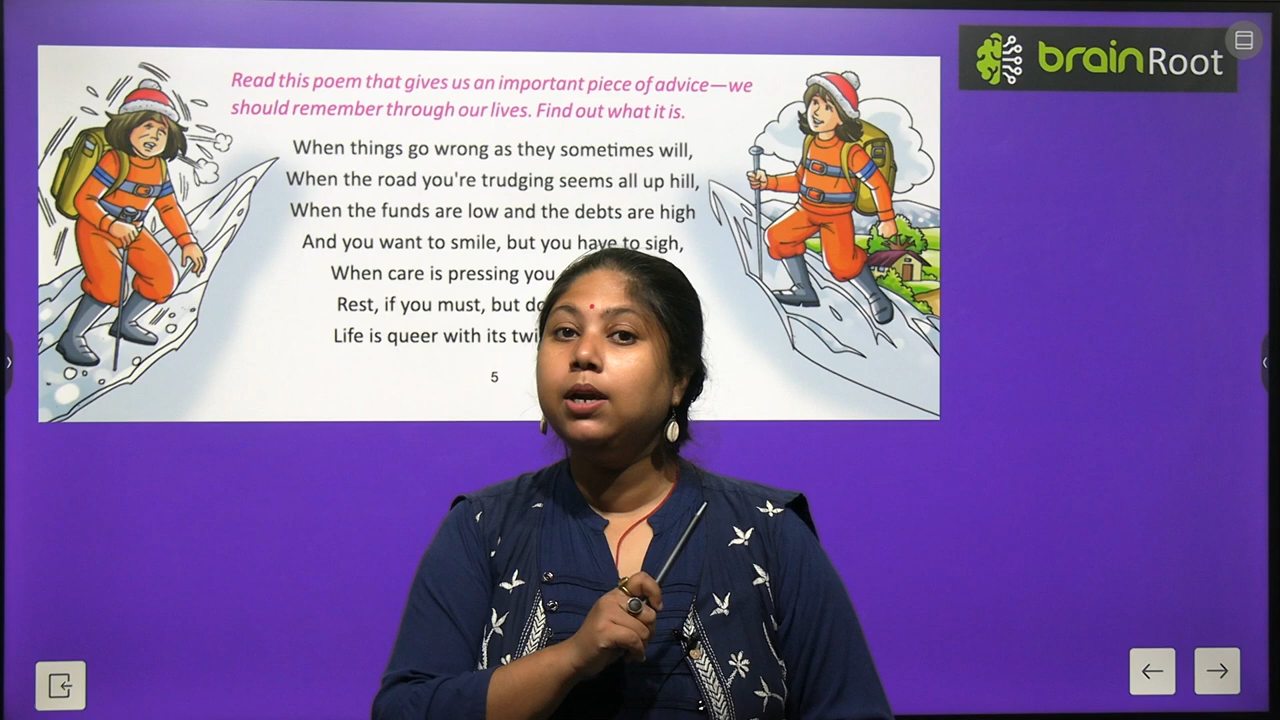 Read this poem that gives us an important piece of advice—we
should remember through our lives. Find out what it is.
When things go wrong as they sometimes will,
When the road you're trudging seems all up hill,
When the funds are low and the debts are high
And you want to smile, but you have to sigh,
When care is pressing you
Rest, if you must, but
Life is queer with its
5
brainRoot